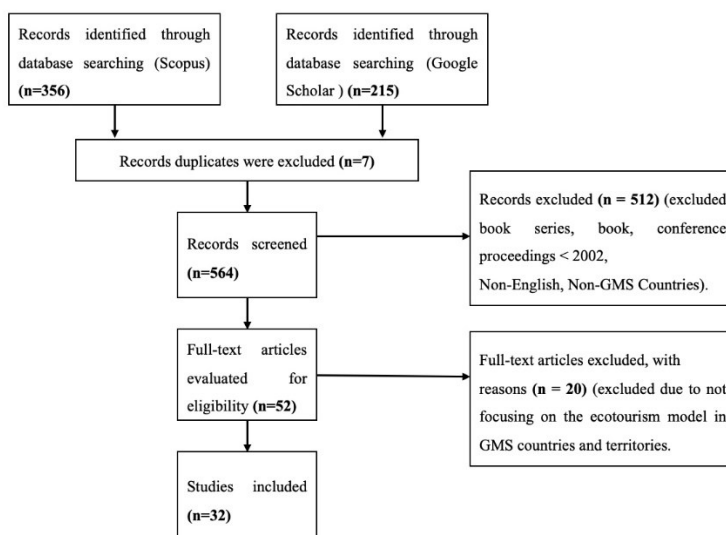 Records identified through
database searching (Scopus)
(n=356)
Records identified through
database searching (Google
Scholar ) (n=215)
Records duplicates were excluded (n=7)
Records excluded (n = 512) (excluded
book series, book, conference
proceedings < 2002,
Non-English, Non-GMS Countries).
Records screened
(n=564)
Full-text articles
evaluated for
eligibility (n=52)
Full-text articles excluded, with
reasons (n = 20) (excluded due to not
focusing on the ecotourism model in
GMS countries and territories.
Studies included
(n=32)